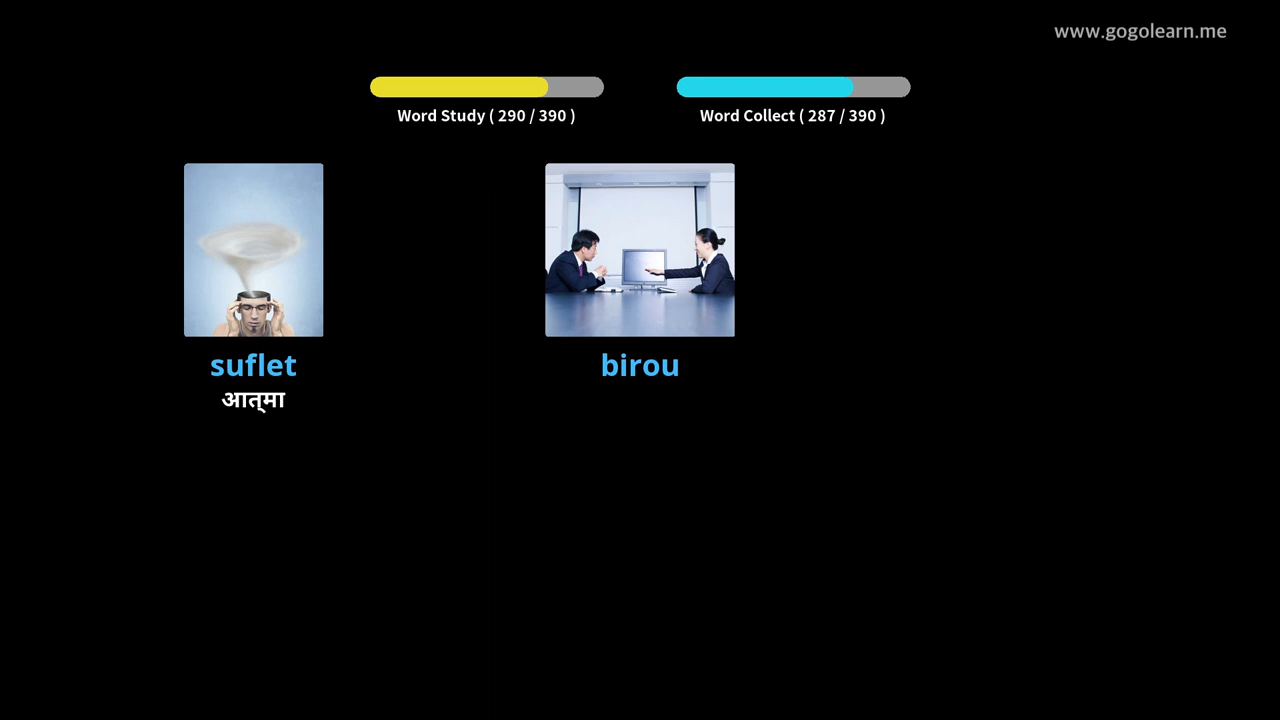 www.gogolearn.me
Word Study ( 290 / 390 )
Word Collect ( 287 / 390 )
suflet
आत्‌मा
birou